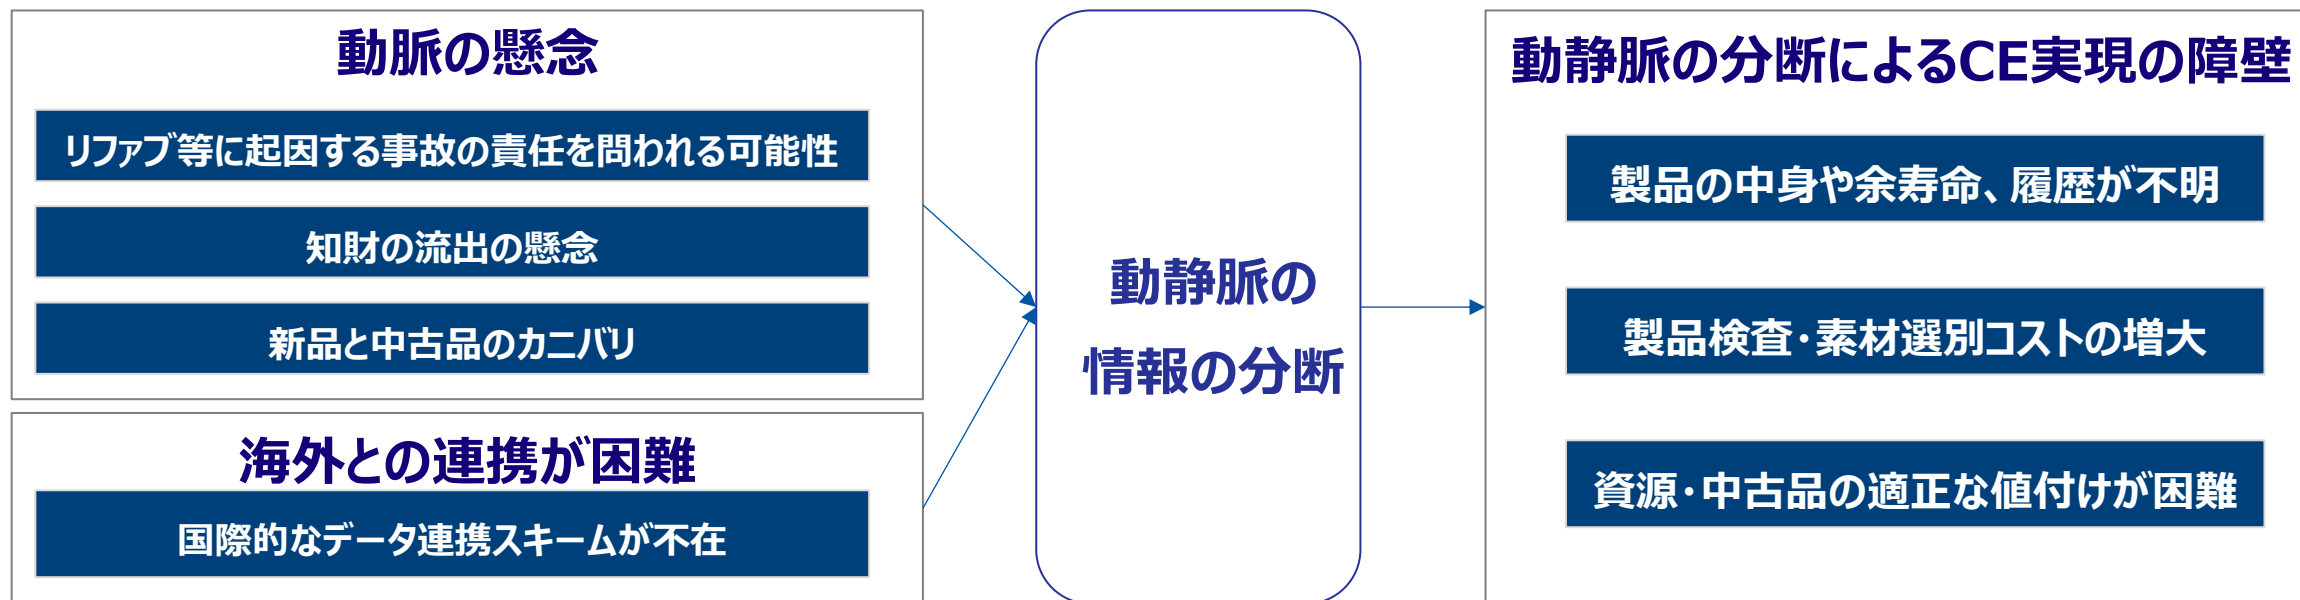 動脈の懸念
リファブ等に起因する事故の責任を問われる可能性
知財の流出の懸念
新品と中古品のカニバリ
海外との連携が困難
国際的なデータ連携スキームが不在
動静脈の
情報の分断
動静脈の分断によるCE実現の障壁
製品の中身や余寿命、履歴が不明
製品検査・素材選別コストの増大
資源・中古品の適正な値付けが困難